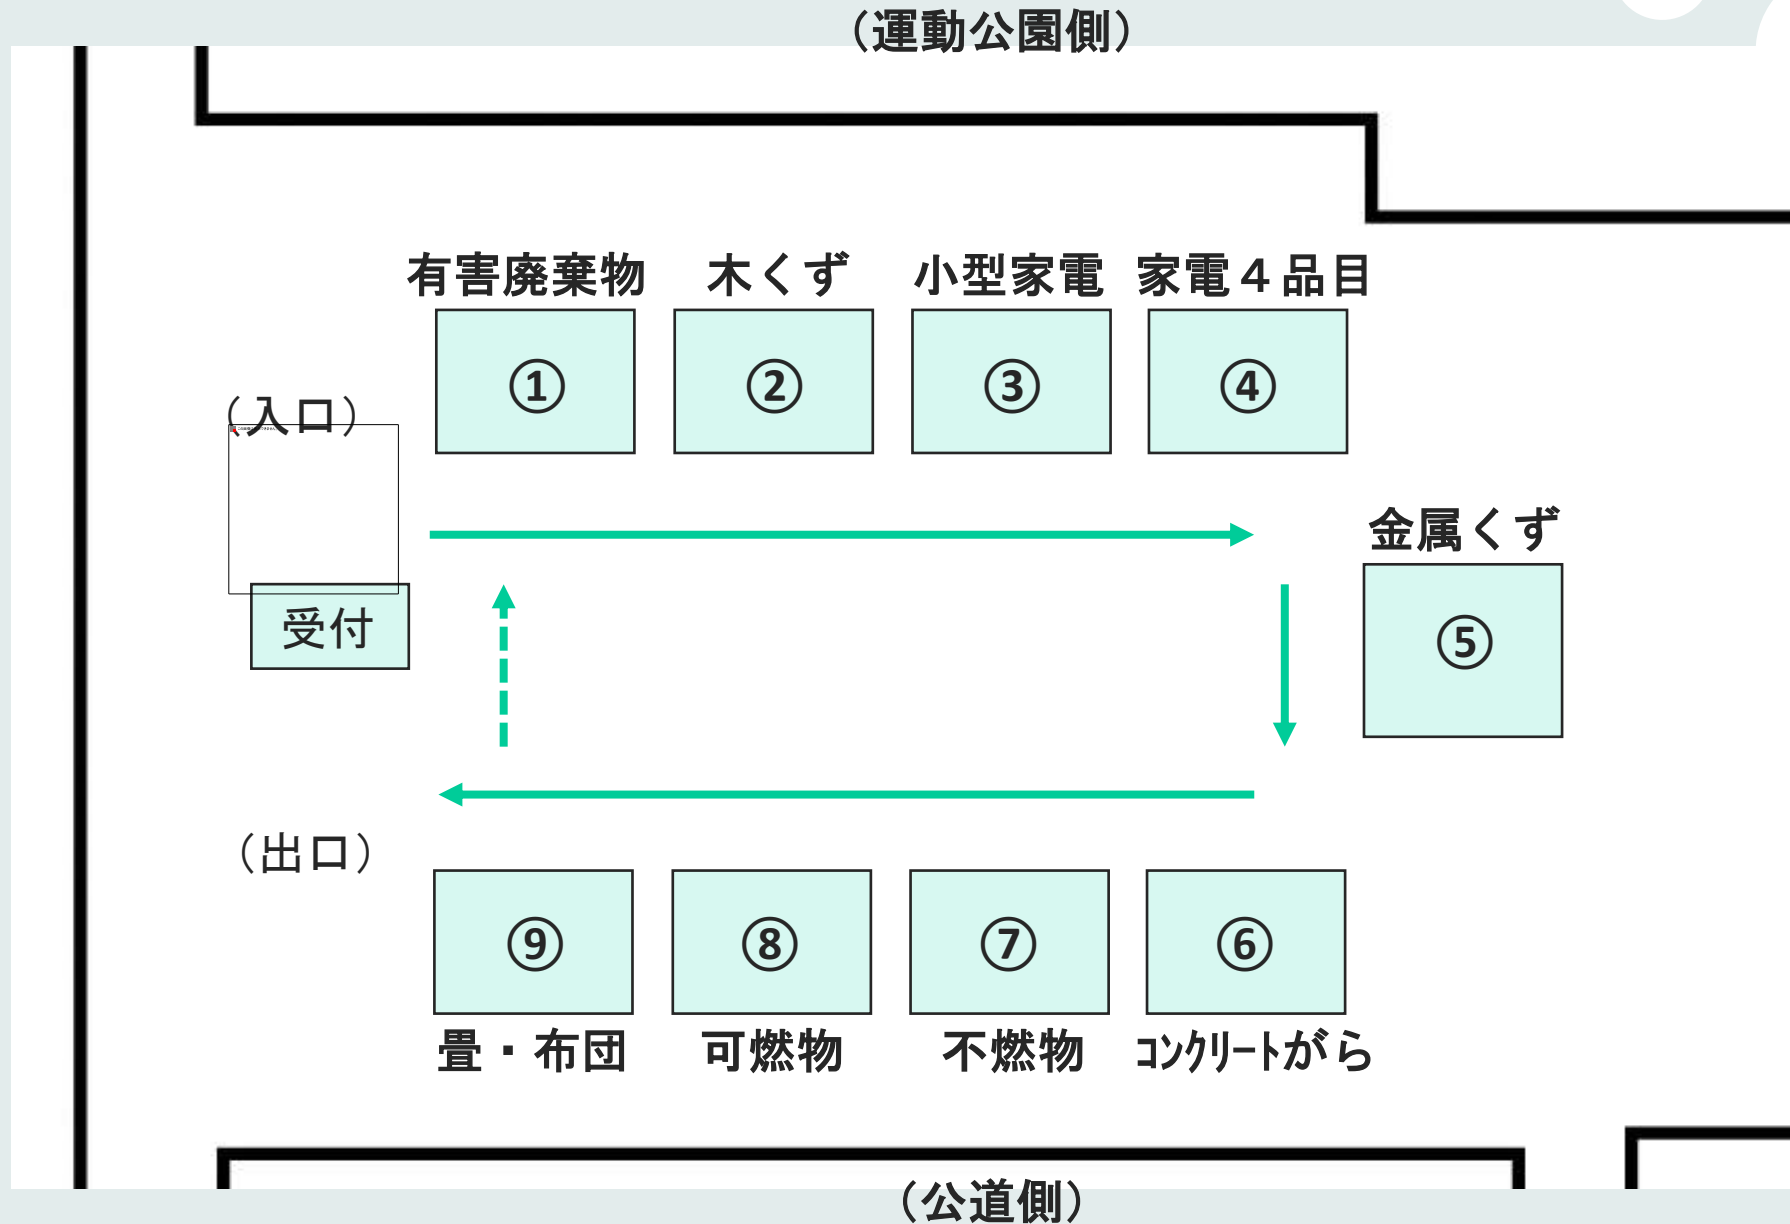 （運動公園側）
有害廃棄物
木くず
小型家電
家電４品目
①
②
③
④
（入口）
金属くず
⑤
受付
（出口）
⑨
⑧
⑦
⑥
畳・布団
可燃物
不燃物
ｺﾝｸﾘｰﾄがら
（公道側）